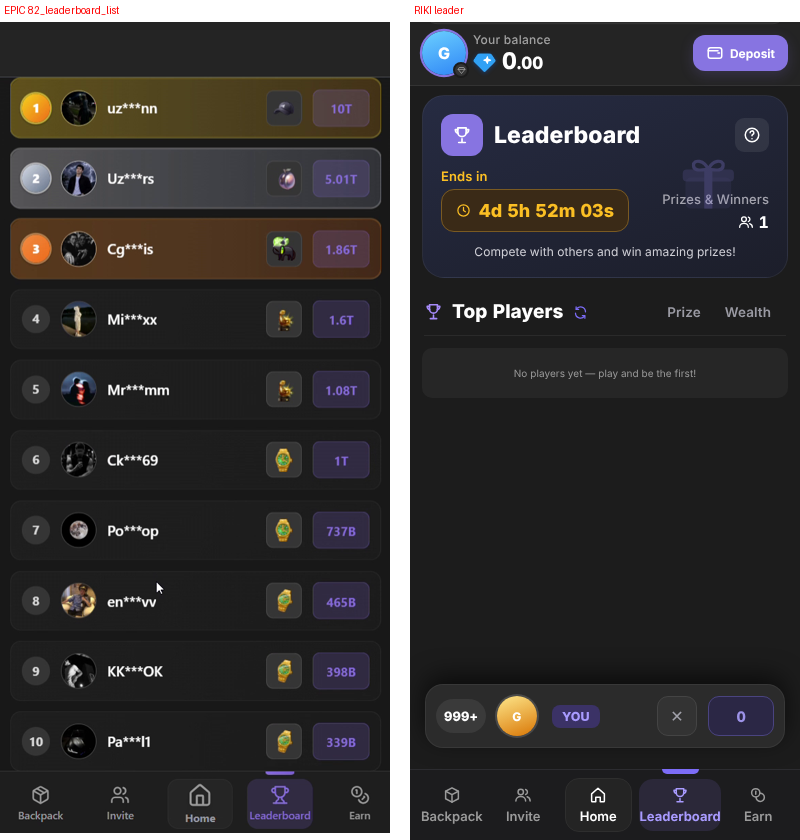 EPIC 82_leaderboard_list
1 uz***nn 10T
2 Uz***rs 5.01T
3 Cg***is 1.86T
4 Mi***xx 1.6T
5 Mr***mm 1.08T
6 Ck***69 1T
7 Po***op 737B
8 en***vv 465B
9 KK***OK 398B
10 Pa***l1 339B
Backpack Invite Home Leaderboard Earn
RIKI leader
G Your balance
0.00 Deposit
Leaderboard
Ends in
4d 5h 52m 03s
Prizes & Winners
1
Compete with others and win amazing prizes!
Top Players Prize Wealth
No players yet — play and be the first!
999+ G YOU × 0
Backpack Invite Home Leaderboard Earn